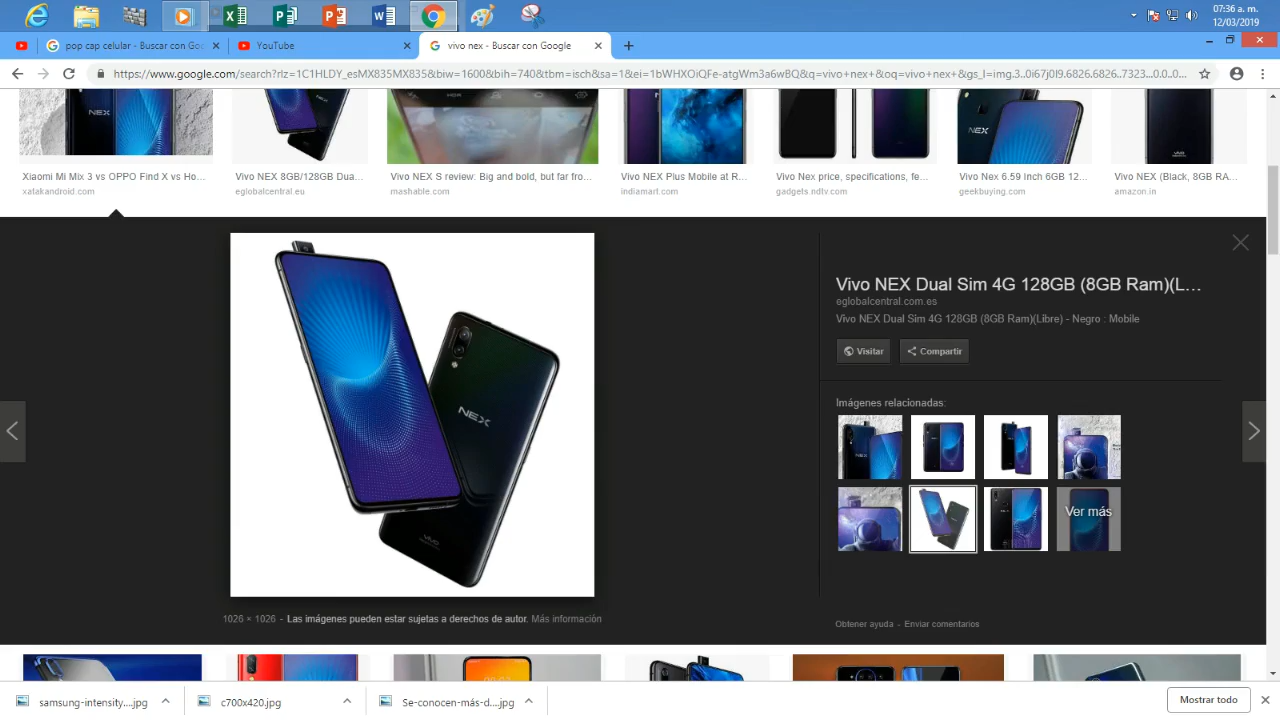 07:36 a. m.
12/03/2019
pop cap celular - Buscar con Goo
YouTube
vivo nex - Buscar con Google
https://www.google.com/search?rlz=1C1HLDY_esMX835MX835&biw=1600&bih=740&tbm=isch&sa=1&ei=1bWHXOiQFe-atgWm3a6wBQ&q=vivo+nex+&oq=vivo+nex+&gs_l=img.3..0i67j0l9.6826.6826..7323...0.0..0...
NEX
NEX
Xiaomi Mi Mix 3 vs OPPO Find X vs Ho...
Vivo NEX 8GB/128GB Dua...
Vivo NEX S review: Big and bold, but far fro...
Vivo NEX Plus Mobile at R...
Vivo Nex price, specifications, fe...
Vivo Nex 6.59 Inch 6GB 12...
Vivo NEX (Black, 8GB RA...
xatakandroid.com
eglobalcentral.eu
mashable.com
indiamart.com
gadgets.ndtv.com
geekbuying.com
amazon.in
Vivo NEX Dual Sim 4G 128GB (8GB Ram)(L...
eglobalcentral.com.es
Vivo NEX Dual Sim 4G 128GB (8GB Ram)(Libre) - Negro : Mobile
Visitar
Compartir
Imágenes relacionadas:
NEX
Ver más
VIVO
1026 × 1026 - Las imágenes pueden estar sujetas a derechos de autor. Más información
Obtener ayuda - Enviar comentarios
samsung-intensity....jpg
c700x420.jpg
Se-conocen-más-d....jpg
Mostrar todo